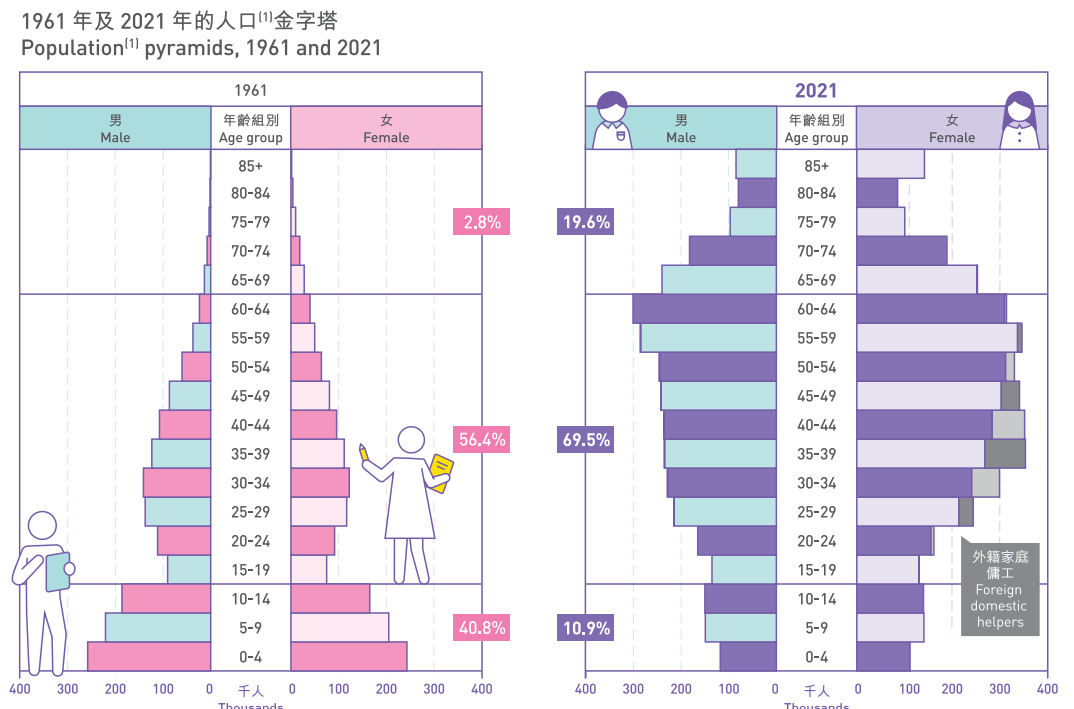 1961 年及 2021 年的人口(1)金字塔
Population(1) pyramids, 1961 and 2021
1961
男
Male
年齡組別
Age group
女
Female
85+
80-84
75-79
70-74
65-69
60-64
55-59
50-54
45-49
40-44
35-39
30-34
25-29
20-24
15-19
10-14
5-9
0-4
2.8%
56.4%
40.8%
400 300 200 100 0 千人 0 100 200 300 400
Thousands
2021
男
Male
年齡組別
Age group
女
Female
85+
80-84
75-79
70-74
65-69
60-64
55-59
50-54
45-49
40-44
35-39
30-34
25-29
20-24
15-19
10-14
5-9
0-4
19.6%
69.5%
10.9%
外籍家庭
傭工
Foreign
domestic
helpers
400 300 200 100 0 千人 0 100 200 300 400
Thousands